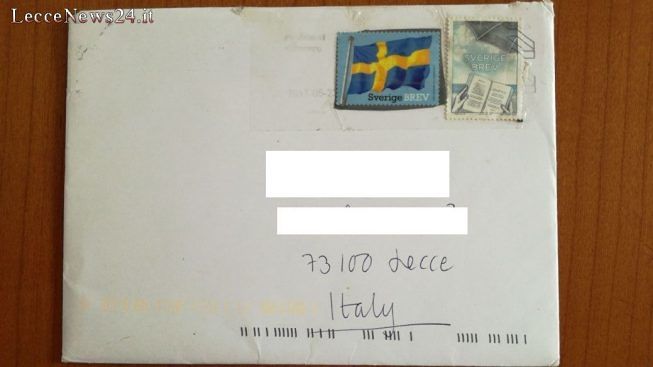 LecceNews24.it
Sverige BREV
SVERIGE
BREV
73100 Lecce
Italy